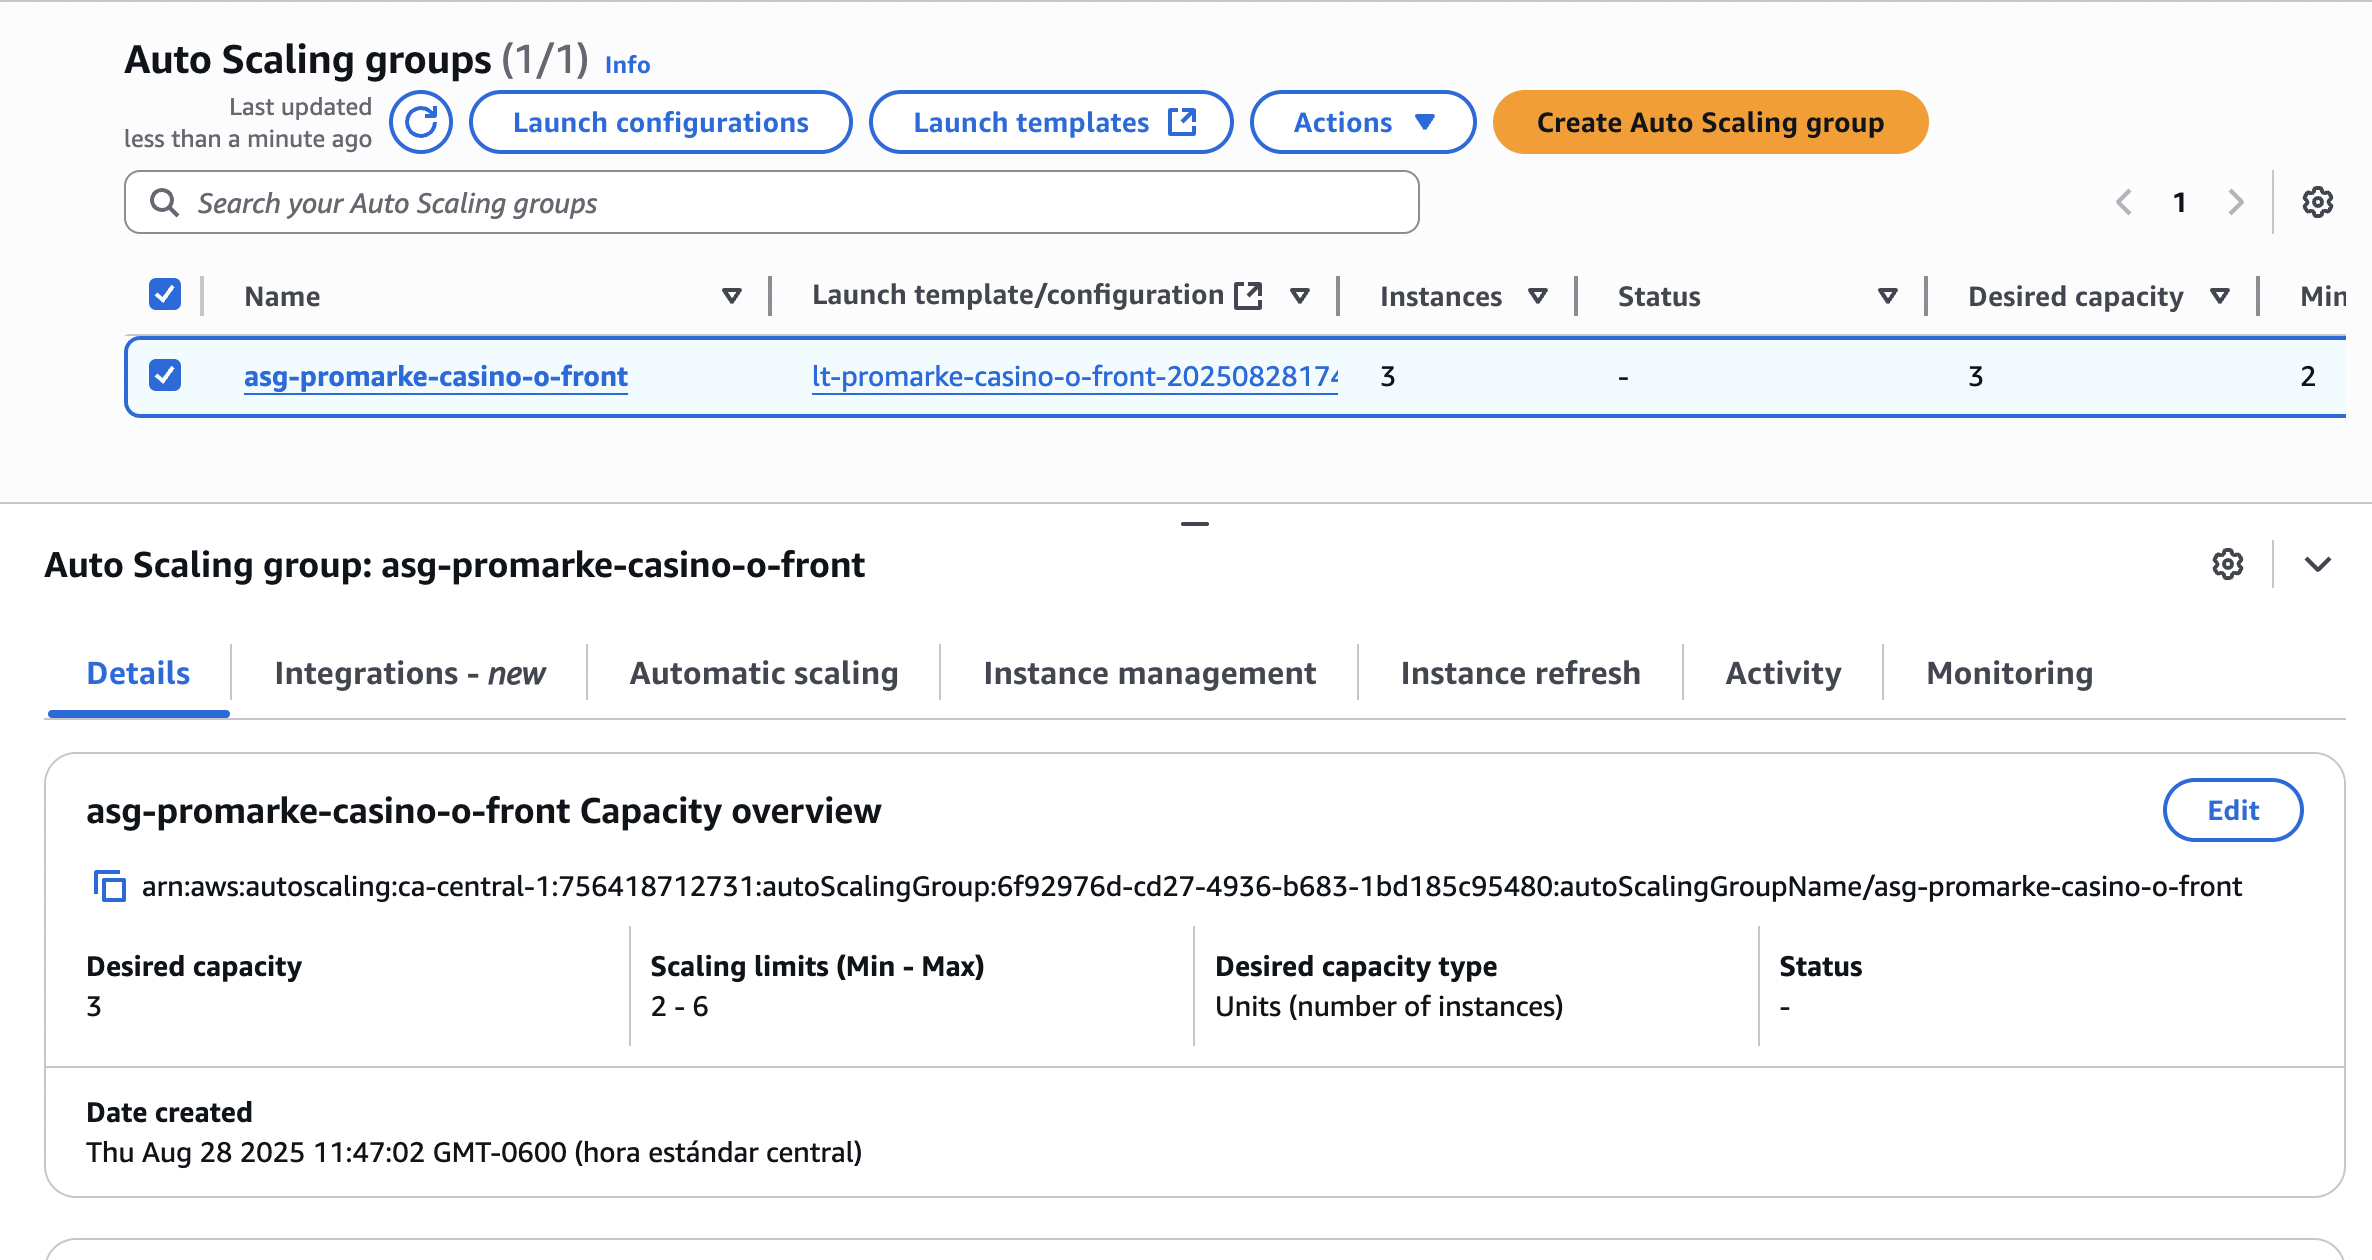 Auto Scaling groups (1/1) Info
Last updated
less than a minute ago
Launch configurations
Launch templates
Actions
Create Auto Scaling group
Search your Auto Scaling groups
1
Name
Launch template/configuration
Instances
Status
Desired capacity
Min
asg-promarke-casino-o-front
lt-promarke-casino-o-front-20250828174
3
-
3
2
Auto Scaling group: asg-promarke-casino-o-front
Details
Integrations - new
Automatic scaling
Instance management
Instance refresh
Activity
Monitoring
asg-promarke-casino-o-front Capacity overview
Edit
arn:aws:autoscaling:ca-central-1:756418712731:autoScalingGroup:6f92976d-cd27-4936-b683-1bd185c95480:autoScalingGroupName/asg-promarke-casino-o-front
Desired capacity
3
Scaling limits (Min - Max)
2 - 6
Desired capacity type
Units (number of instances)
Status
-
Date created
Thu Aug 28 2025 11:47:02 GMT-0600 (hora estándar central)